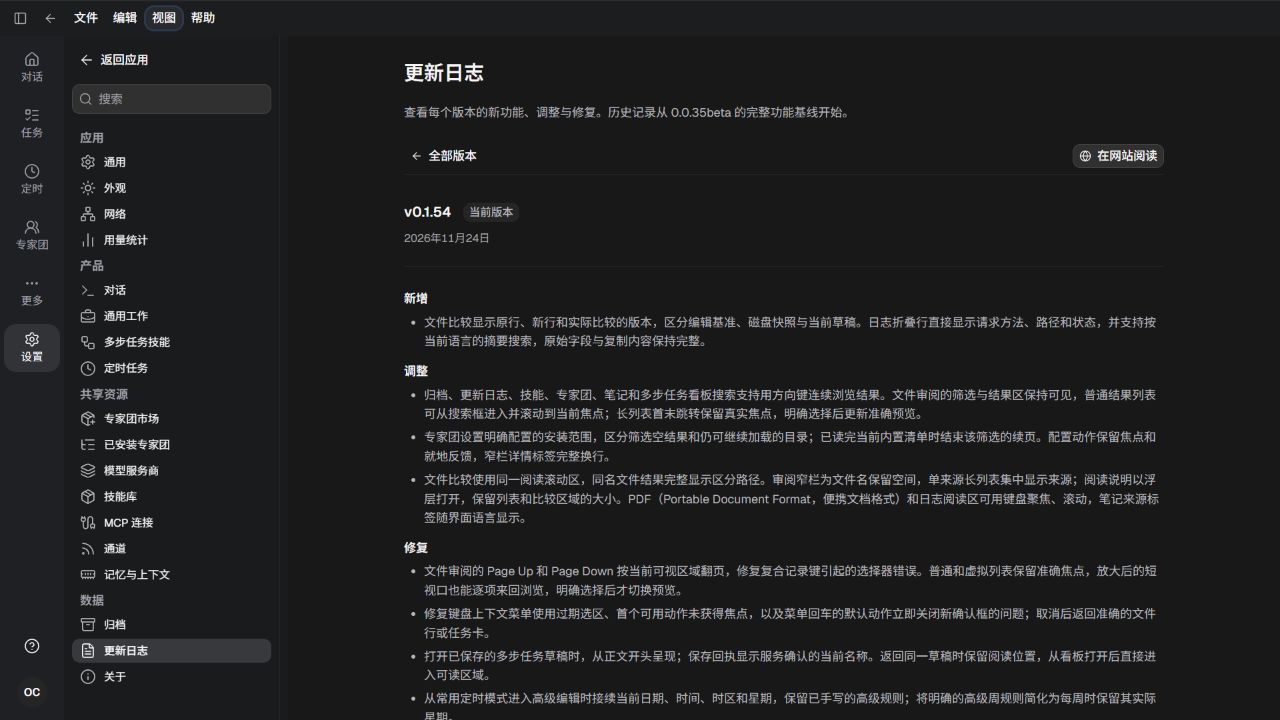 文件 编辑 视图 帮助
对话
任务
定时
专家团
更多
设置
OC
返回应用
搜索
应用
通用
外观
网络
用量统计
产品
对话
通用工作
多步任务技能
定时任务
共享资源
专家团市场
已安装专家团
模型服务商
技能库
MCP 连接
通道
记忆与上下文
数据
归档
更新日志
关于
更新日志
查看每个版本的新功能、调整与修复。历史记录从 0.0.35beta 的完整功能基线开始。
全部版本
在网站阅读
v0.1.54 当前版本
2026年11月24日
新增
文件比较显示原行、新行和实际比较的版本，区分编辑基准、磁盘快照与当前草稿。日志折叠行直接显示请求方法、路径和状态，并支持按
当前语言的摘要搜索，原始字段与复制内容保持完整。
调整
归档、更新日志、技能、专家团、笔记和多步任务看板搜索支持用方向键连续浏览结果。文件审阅的筛选与结果区保持可见，普通结果列表
可从搜索框进入并滚动到当前焦点；长列表首末跳转保留真实焦点，明确选择后更新准确预览。
专家团设置明确配置的安装范围，区分筛选空结果和仍可继续加载的目录；已读完当前内置清单时结束该筛选的续页。配置动作保留焦点和
就地反馈，窄栏详情标签完整换行。
文件比较使用同一阅读滚动区，同名文件结果完整显示区分路径。审阅窄栏为文件名保留空间，单来源长列表集中显示来源；阅读说明以浮
层打开，保留列表和比较区域的大小。PDF（Portable Document Format，便携文档格式）和日志阅读区可用键盘聚焦、滚动，笔记来源标
签随界面语言显示。
修复
文件审阅的 Page Up 和 Page Down 按当前可视区域翻页，修复复合记录键引起的选择器错误。普通和虚拟列表保留准确焦点，放大后的短
视口也能逐项来回浏览，明确选择后才切换预览。
修复键盘上下文菜单使用过期选区、首个可用动作未获得焦点，以及菜单回车的默认动作立即关闭新确认框的问题；取消后返回准确的文件
行或任务卡。
打开已保存的多步任务草稿时，从正文开头呈现；保存回执显示服务确认的当前名称。返回同一草稿时保留阅读位置，从看板打开后直接进
入可读区域。
从常用定时模式进入高级编辑时接续当前日期、时间、时区和星期，保留已手写的高级规则；将明确的高级周规则简化为每周时保留其实际
星期。